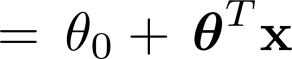 = θ₀ + θᵀx